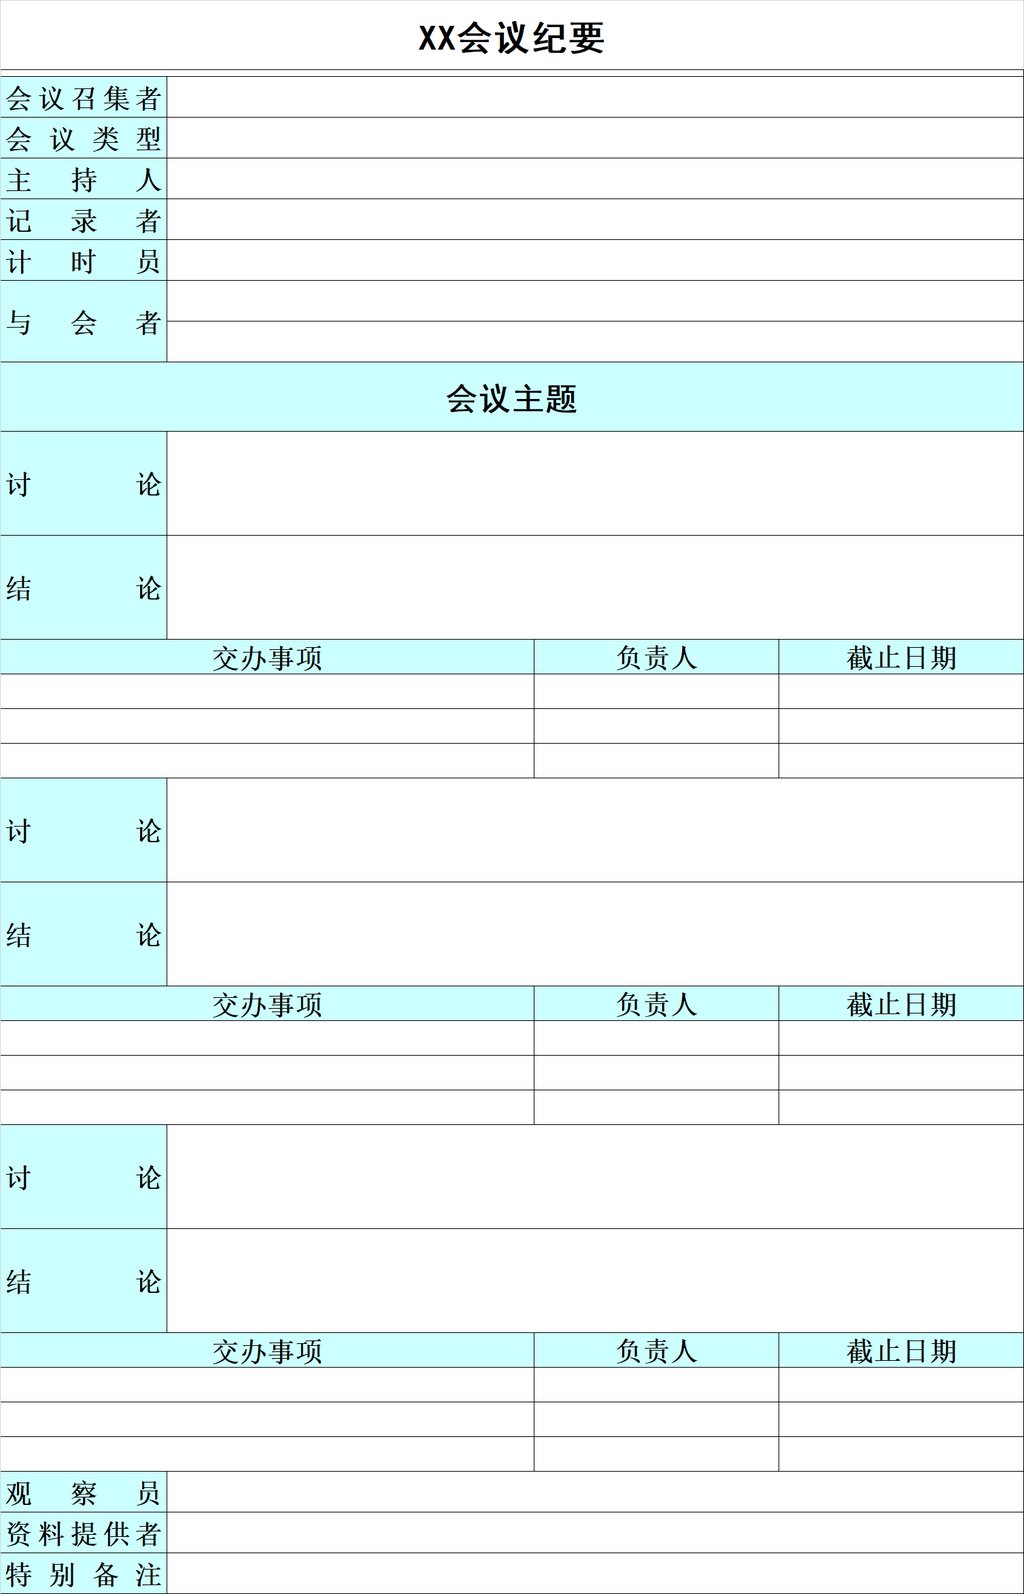 XX会议纪要
会议召集者
会议类型
主持人
记录者
计时员
与会者
会议主题
讨论
结论
交办事项 负责人 截止日期
讨论
结论
交办事项 负责人 截止日期
讨论
结论
交办事项 负责人 截止日期
观察员
资料提供者
特别备注